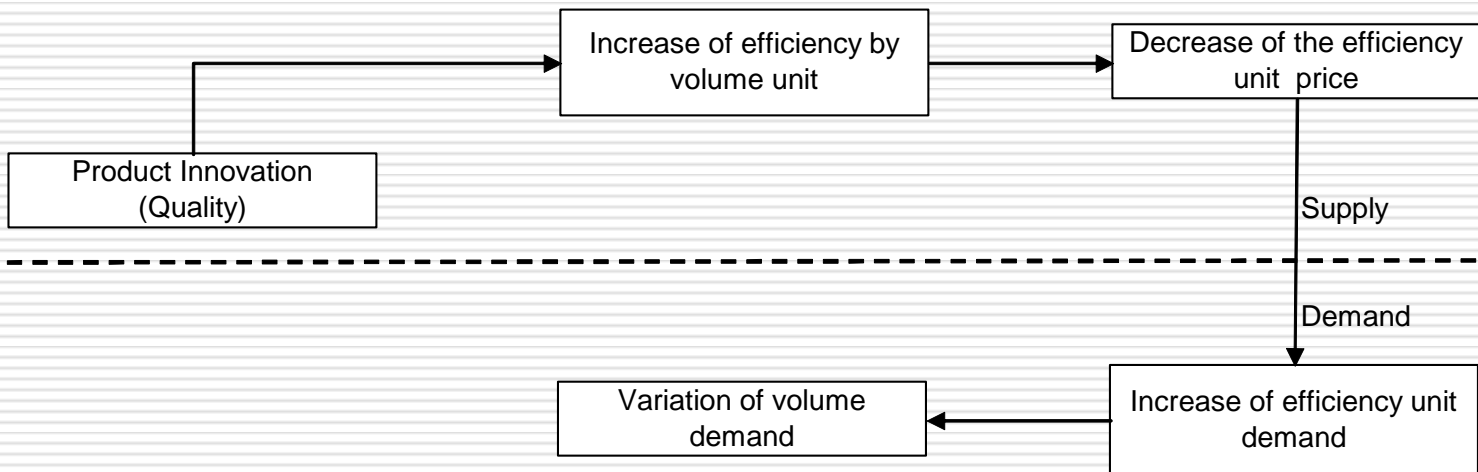 Increase of efficiency by
volume unit
Decrease of the efficiency
unit price
Product Innovation
(Quality)
Supply
Demand
Variation of volume
demand
Increase of efficiency unit
demand